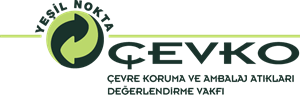 YEŞİL NOKTA
ÇEVKO
ÇEVRE KORUMA VE AMBALAJ ATIKLARI
DEĞERLENDİRME VAKFI